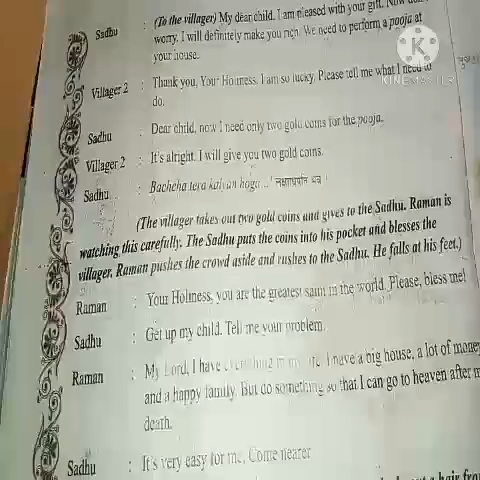 (To the villager) My dear child. I am pleased with your gift. Now don't
Sadhu : worry. I will definitely make you rich. We need to perform a pooja at
your house.
KINEMASTER
Villager 2 : Thank you, Your Holiness. I am so lucky. Please tell me what I need to
do.
Sadhu : Dear child, now I need only two gold coins for the pooja.
Villager 2 : It's alright. I will give you two gold coins.
Sadhu : Bachcha tera kalyan hoga...'
(The villager takes out two gold coins and gives to the Sadhu. Raman is
watching this carefully. The Sadhu puts the coins into his pocket and blesses the
villager. Raman pushes the crowd aside and rushes to the Sadhu. He falls at his feet.)
Raman : Your Holiness, you are the greatest saint in the world. Please, bless me!
Sadhu : Get up my child. Tell me your problem.
Raman : My Lord, I have everything in my life. I have a big house, a lot of money
and a happy family. But do something so that I can go to heaven after m
death.
Sadhu : It's very easy for me. Come nearer
a hair from